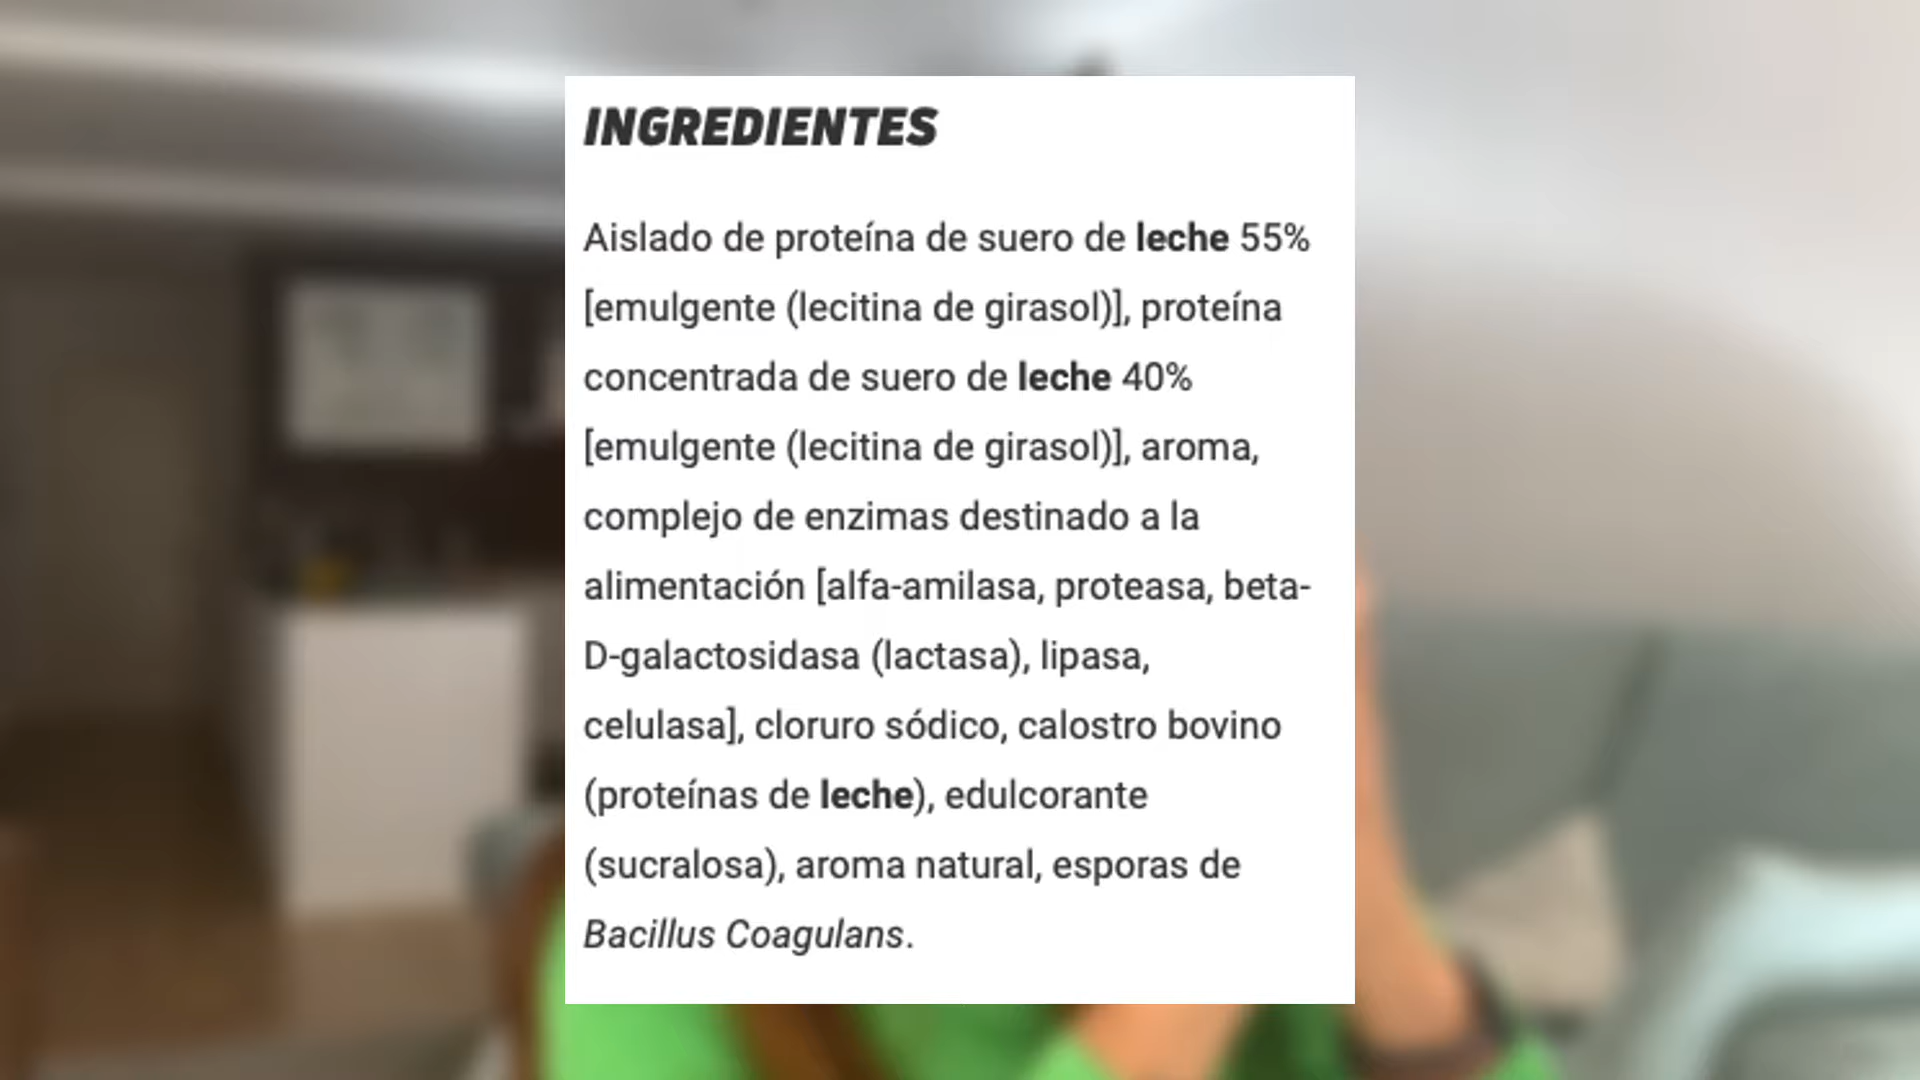 INGREDIENTES
Aislado de proteína de suero de leche 55%
[emulgente (lecitina de girasol)], proteína
concentrada de suero de leche 40%
[emulgente (lecitina de girasol)], aroma,
complejo de enzimas destinado a la
alimentación [alfa-amilasa, proteasa, beta-
D-galactosidasa (lactasa), lipasa,
celulasa], cloruro sódico, calostro bovino
(proteínas de leche), edulcorante
(sucralosa), aroma natural, esporas de
Bacillus Coagulans.